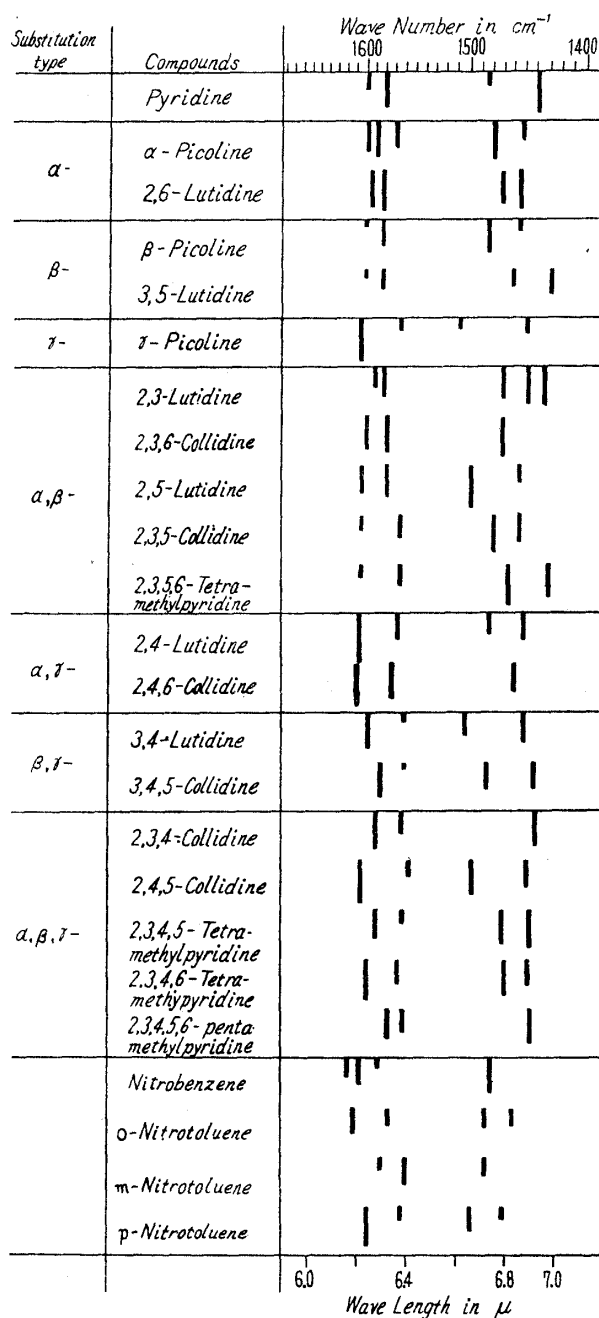 Wave Number in cm⁻¹
Substitution
type
Compounds
1600 1500 1400
Pyridine
α-
α-Picoline
2,6-Lutidine
β-
β-Picoline
3,5-Lutidine
γ-
γ-Picoline
α,β-
2,3-Lutidine
2,3,6-Collidine
2,5-Lutidine
2,3,5-Collidine
2,3,5,6-Tetra-
methylpyridine
α,γ-
2,4-Lutidine
2,4,6-Collidine
β,γ-
3,4-Lutidine
3,4,5-Collidine
α,β,γ-
2,3,4-Collidine
2,4,5-Collidine
2,3,4,5-Tetra-
methylpyridine
2,3,4,6-Tetra-
methypyridine
2,3,4,5,6-penta
methylpyridine
Nitrobenzene
o-Nitrotoluene
m-Nitrotoluene
p-Nitrotoluene
6.0 6.4 6.8 7.0
Wave Length in μ